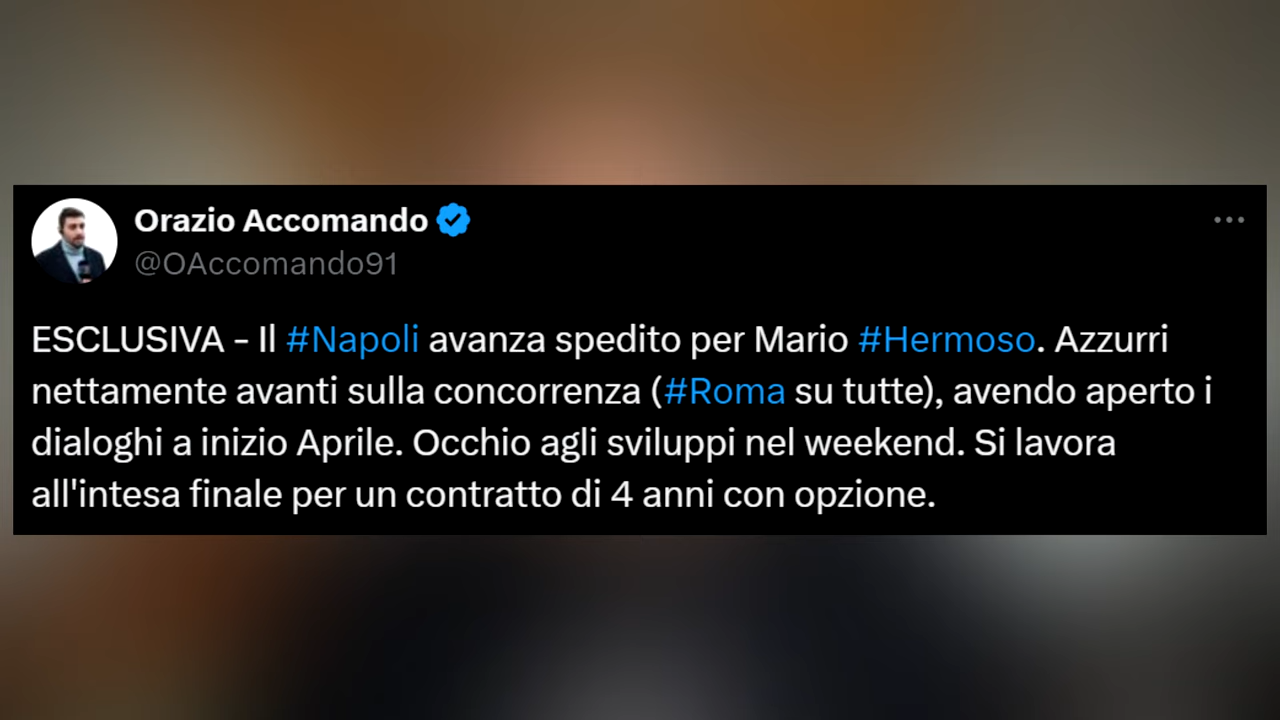 Orazio Accomando
@OAccomando91
ESCLUSIVA - Il #Napoli avanza spedito per Mario #Hermoso. Azzurri
nettamente avanti sulla concorrenza (#Roma su tutte), avendo aperto i
dialoghi a inizio Aprile. Occhio agli sviluppi nel weekend. Si lavora
all'intesa finale per un contratto di 4 anni con opzione.